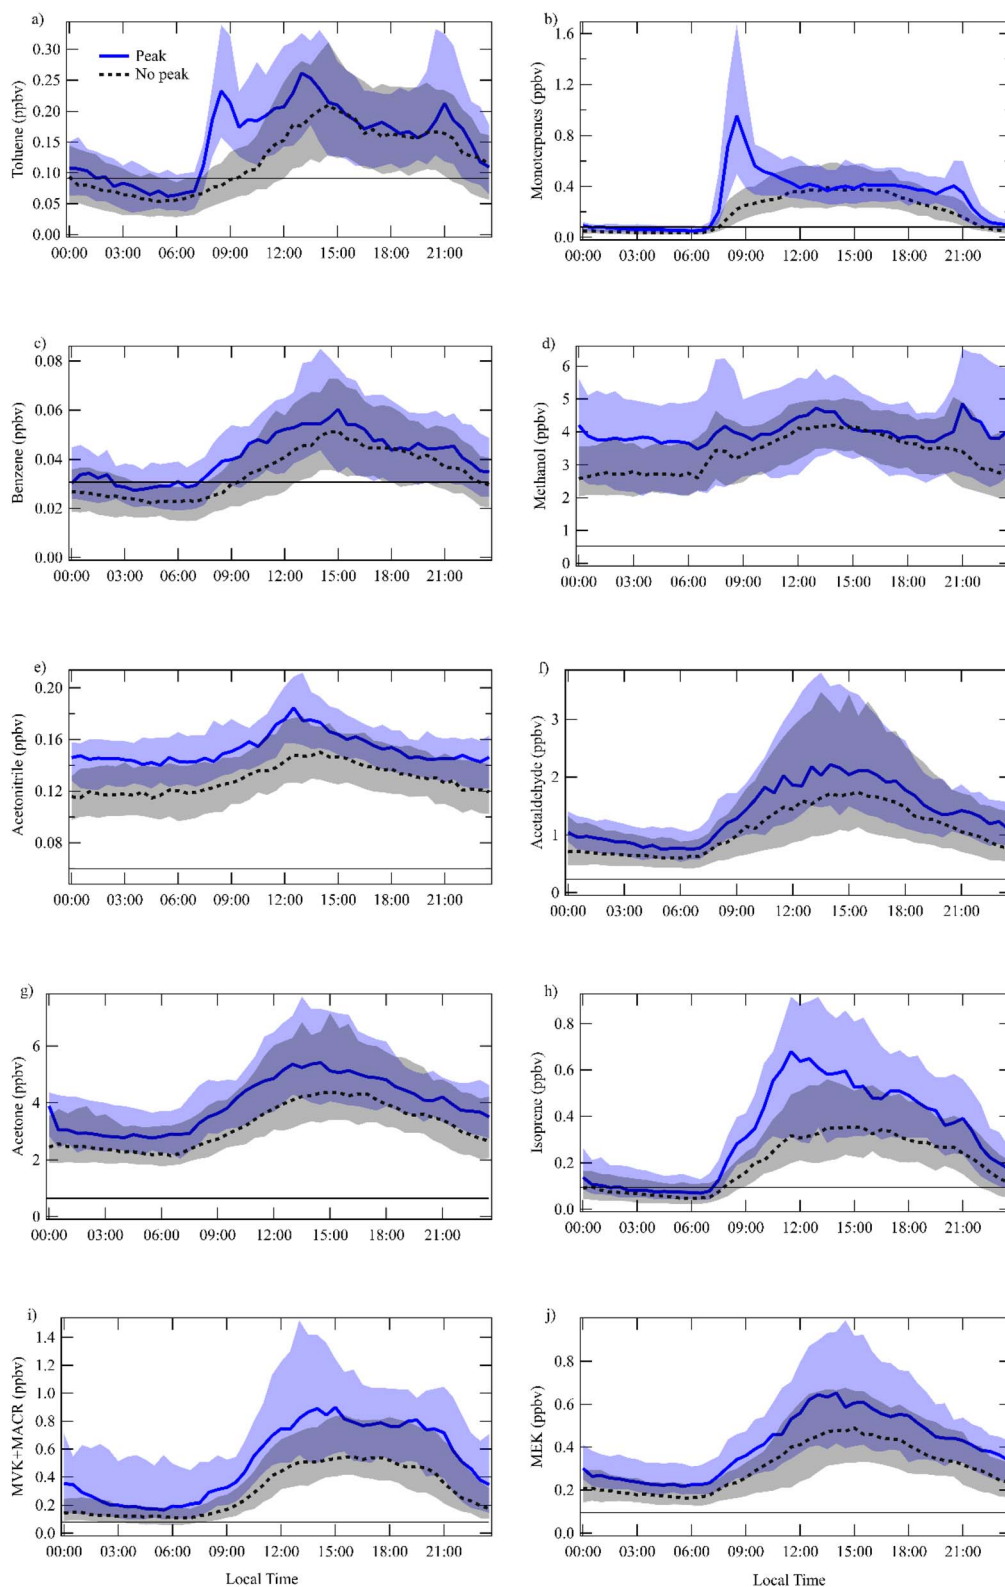 a)
Toluene (ppbv)
0.30
0.25
0.20
0.15
0.10
0.05
0.00
Peak
No peak
00:00 03:00 06:00 09:00 12:00 15:00 18:00 21:00
b)
Monoterpenes (ppbv)
1.6
1.2
0.8
0.4
0.0
00:00 03:00 06:00 09:00 12:00 15:00 18:00 21:00
c)
Benzene (ppbv)
0.08
0.06
0.04
0.02
0.00
00:00 03:00 06:00 09:00 12:00 15:00 18:00 21:00
d)
Methanol (ppbv)
6
5
4
3
2
1
0
00:00 03:00 06:00 09:00 12:00 15:00 18:00 21:00
e)
Acetonitrile (ppbv)
0.20
0.16
0.12
0.08
00:00 03:00 06:00 09:00 12:00 15:00 18:00 21:00
f)
Acetaldehyde (ppbv)
3
2
1
0
00:00 03:00 06:00 09:00 12:00 15:00 18:00 21:00
g)
Acetone (ppbv)
6
4
2
0
00:00 03:00 06:00 09:00 12:00 15:00 18:00 21:00
h)
Isoprene (ppbv)
0.8
0.6
0.4
0.2
0.0
00:00 03:00 06:00 09:00 12:00 15:00 18:00 21:00
i)
MVK+MACR (ppbv)
1.4
1.2
1.0
0.8
0.6
0.4
0.2
0.0
00:00 03:00 06:00 09:00 12:00 15:00 18:00 21:00
Local Time
j)
MEK (ppbv)
0.8
0.6
0.4
0.2
0.0
00:00 03:00 06:00 09:00 12:00 15:00 18:00 21:00
Local Time